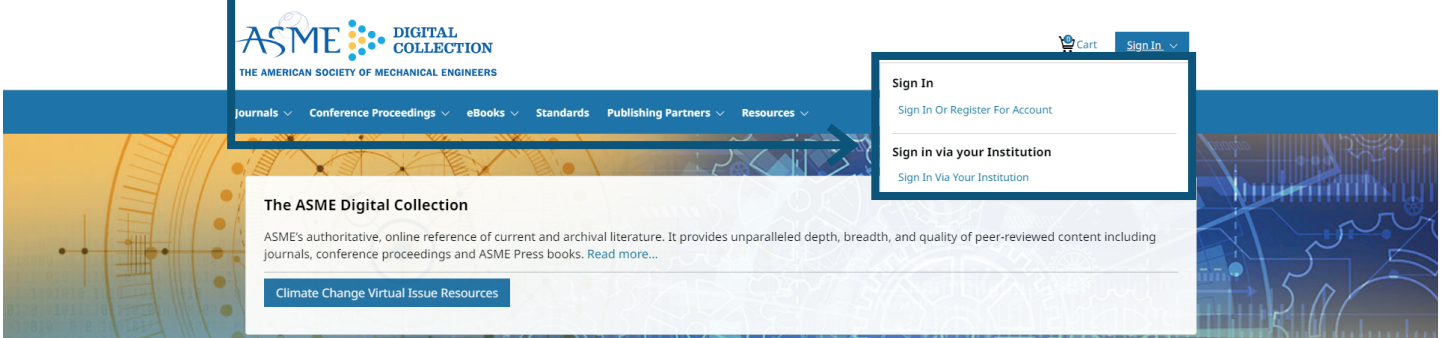 ASME DIGITAL COLLECTION
THE AMERICAN SOCIETY OF MECHANICAL ENGINEERS
0 Cart Sign In
Sign In
Sign In Or Register For Account
Sign in via your Institution
Sign In Via Your Institution
Journals Conference Proceedings eBooks Standards Publishing Partners Resources
The ASME Digital Collection
ASME's authoritative, online reference of current and archival literature. It provides unparalleled depth, breadth, and quality of peer-reviewed content including
journals, conference proceedings and ASME Press books. Read more...
Climate Change Virtual Issue Resources